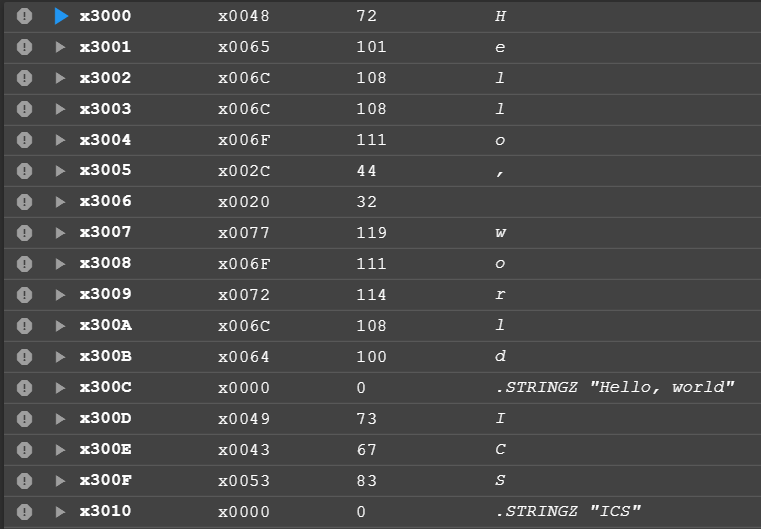 x3000 x0048 72 H
x3001 x0065 101 e
x3002 x006C 108 l
x3003 x006C 108 l
x3004 x006F 111 o
x3005 x002C 44 ,
x3006 x0020 32
x3007 x0077 119 w
x3008 x006F 111 o
x3009 x0072 114 r
x300A x006C 108 l
x300B x0064 100 d
x300C x0000 0 .STRINGZ "Hello, world"
x300D x0049 73 I
x300E x0043 67 C
x300F x0053 83 S
x3010 x0000 0 .STRINGZ "ICS"